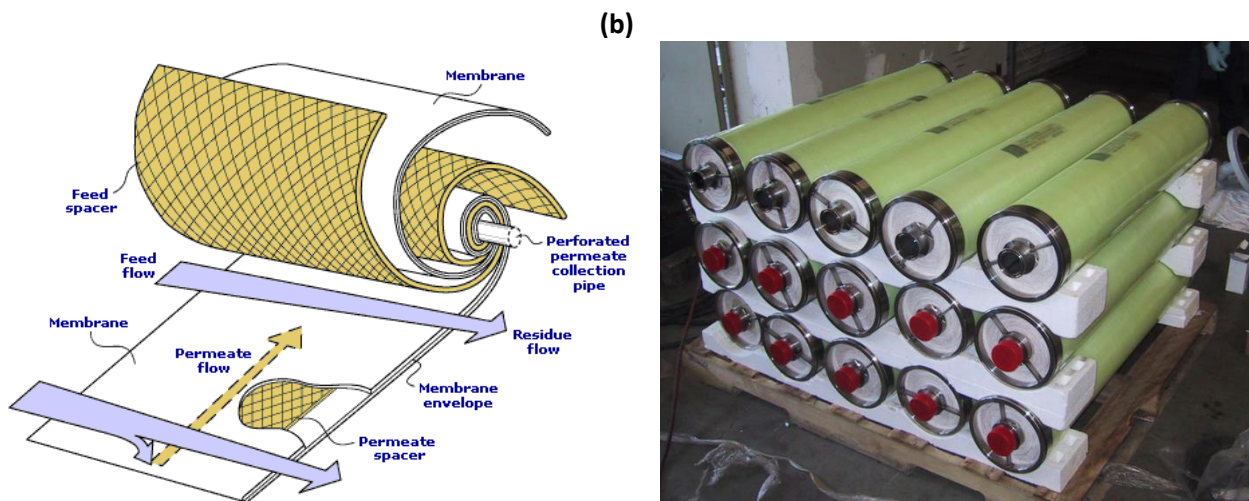 (b)
Membrane
Feed
spacer
Perforated
permeate
collection
pipe
Feed
flow
Residue
flow
Membrane
Permeate
flow
Membrane
envelope
Permeate
spacer